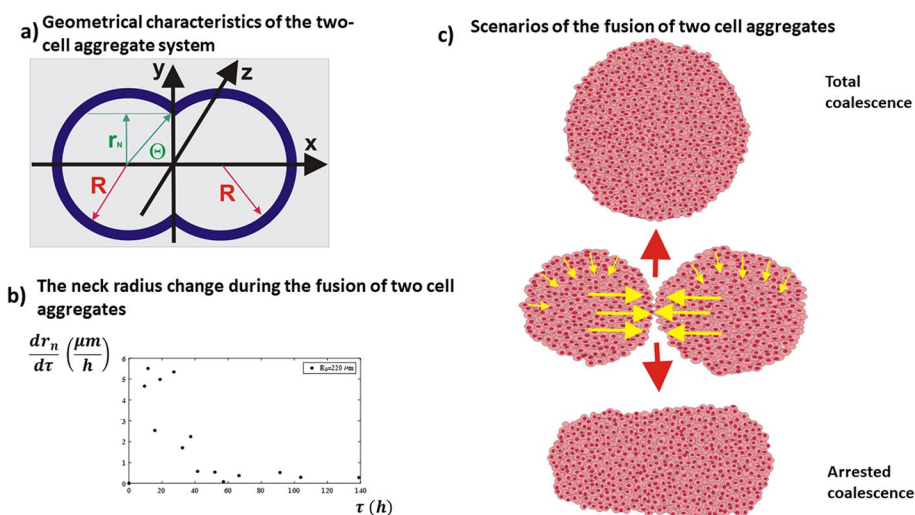 a) Geometrical characteristics of the two-
cell aggregate system
y
z
x
r_N
Θ
R
R
b) The neck radius change during the fusion of two cell
aggregates
dr_n/dτ (μm/h)
R₀=220 μm
6
5
4
3
2
1
0
0 20 40 60 80 100 120 140
τ (h)
c) Scenarios of the fusion of two cell aggregates
Total
coalescence
Arrested
coalescence